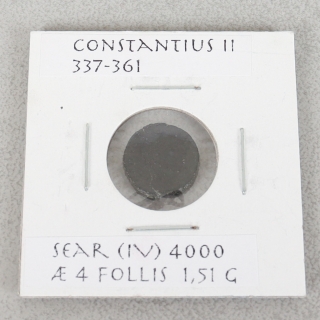 CONSTANTIUS II
337-361
SEAR (IV) 4000
Æ 4 FOLLIS 1,51 G